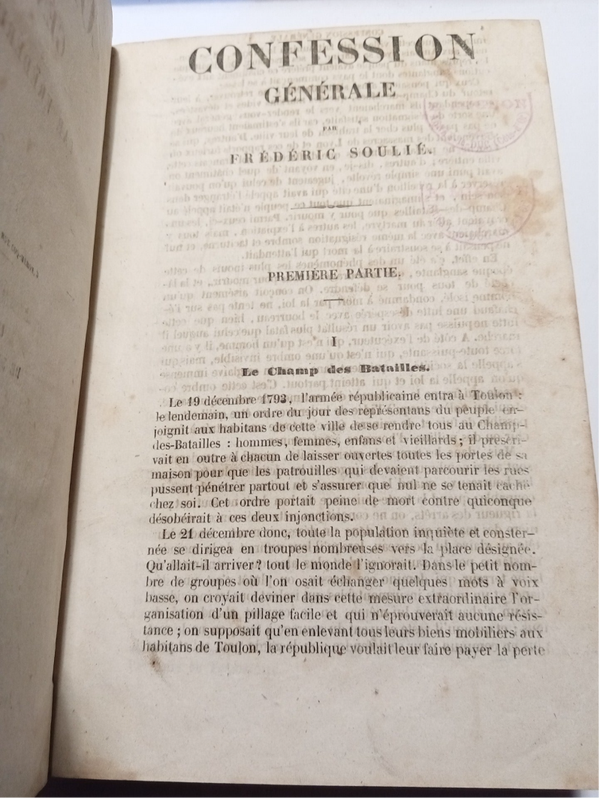 CONFESSION
GÉNÉRALE
PAR
FRÉDÉRIC SOULIÉ.
PREMIÈRE PARTIE.
I
Le Champ des Batailles.
Le 19 décembre 1793, l'armée républicaine entra à Toulon :
le lendemain, un ordre du jour des représentans du peuple en-
joignit aux habitans de cette ville de se rendre tous au Champ-
des-Batailles : hommes, femmes, enfans et vieillards ; il prescri-
vait en outre à chacun de laisser ouvertes toutes les portes de sa
maison pour que les patrouilles qui devaient parcourir les rues
pussent pénétrer partout et s'assurer que nul ne se tenait caché
chez soi. Cet ordre portait peine de mort contre quiconque
désobéirait à ces deux injonctions.
Le 21 décembre donc, toute la population inquiète et conster-
née se dirigea en troupes nombreuses vers la place désignée.
Qu'allait-il arriver ? tout le monde l'ignorait. Dans le petit nom-
bre de groupes où l'on osait échanger quelques mots à voix
basse, on croyait deviner dans cette mesure extraordinaire l'or-
ganisation d'un pillage facile et qui n'éprouverait aucune résis-
tance ; on supposait qu'en enlevant tous leurs biens mobiliers aux
habitans de Toulon, la république voulait leur faire payer la perte